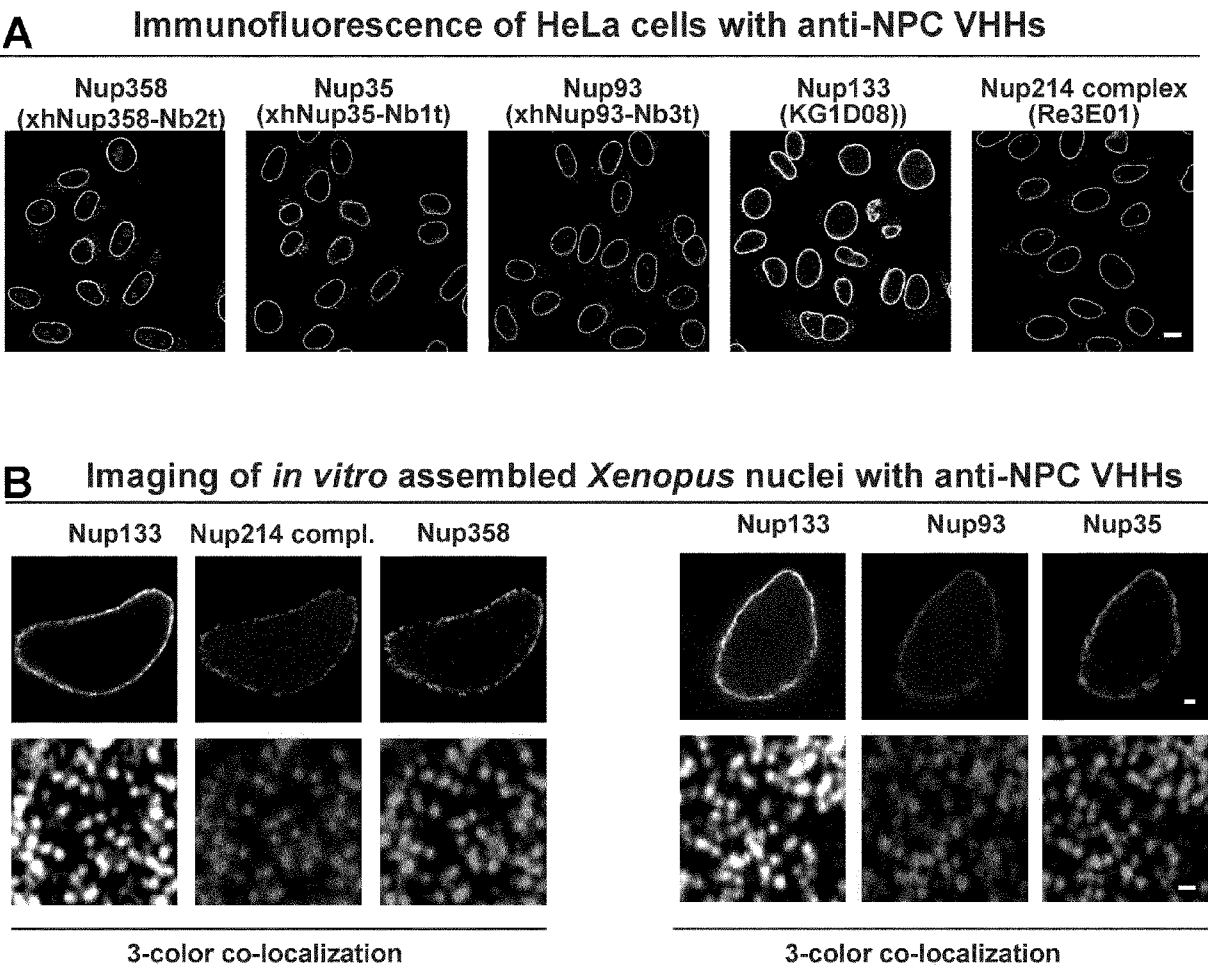 A
Immunofluorescence of HeLa cells with anti-NPC VHHs
Nup358 Nup35 Nup93 Nup133 Nup214 complex
(xhNup358-Nb2t) (xhNup35-Nb1t) (xhNup93-Nb3t) (KG1D08)) (Re3E01)
B
Imaging of in vitro assembled Xenopus nuclei with anti-NPC VHHs
Nup133 Nup214 compl. Nup358 Nup133 Nup93 Nup35
3-color co-localization 3-color co-localization